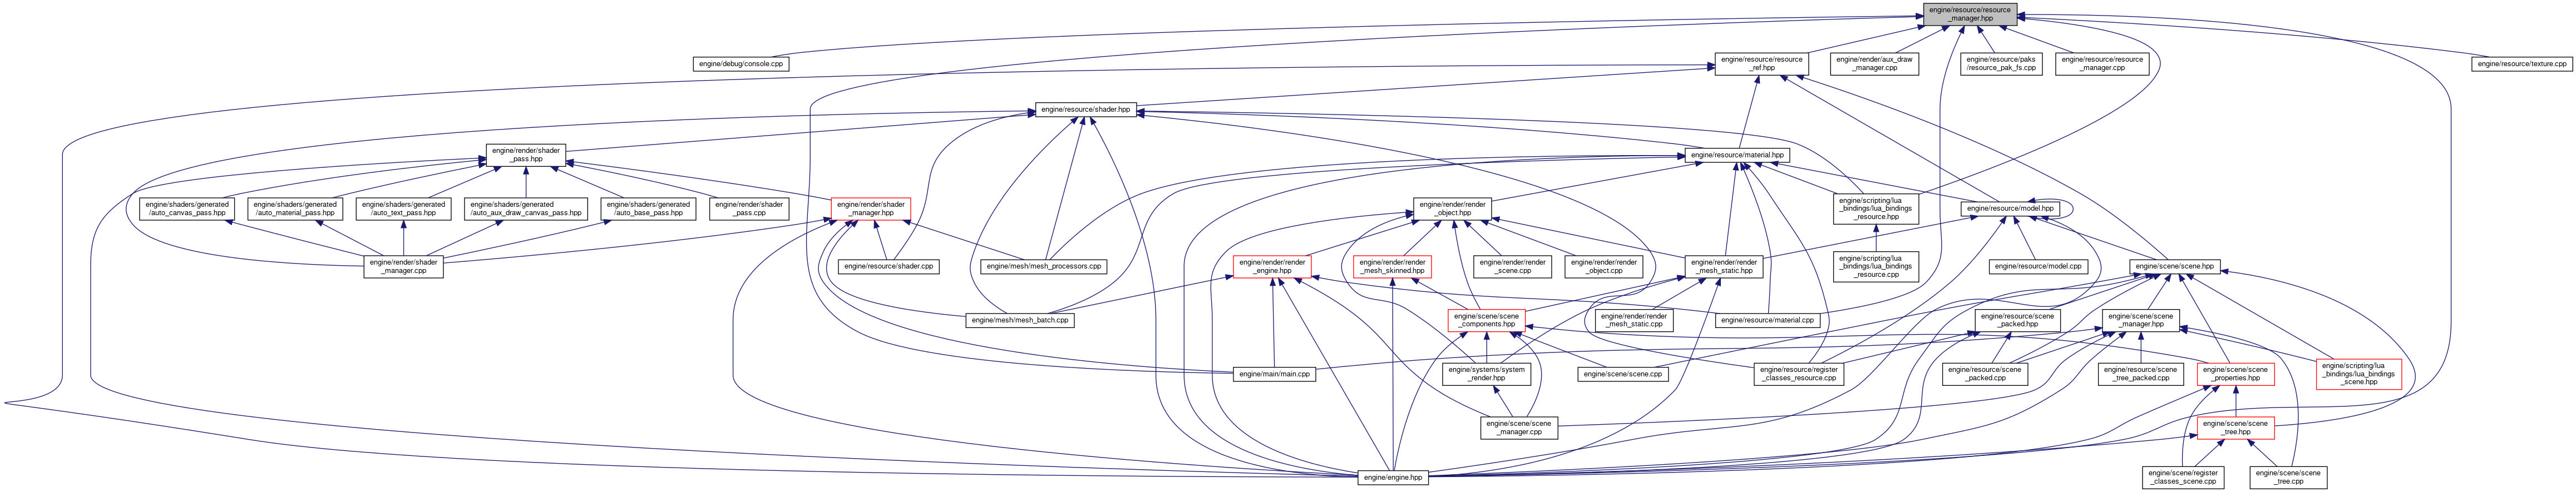 engine/resource/resource
_manager.hpp
engine/debug/console.cpp
engine/resource/resource
_ref.hpp
engine/render/aux_draw
_manager.cpp
engine/resource/paks
/resource_pak_fs.cpp
engine/resource/resource
_manager.cpp
engine/resource/texture.cpp
engine/resource/shader.hpp
engine/render/shader
_pass.hpp
engine/resource/material.hpp
engine/shaders/generated
/auto_canvas_pass.hpp
engine/shaders/generated
/auto_material_pass.hpp
engine/shaders/generated
/auto_text_pass.hpp
engine/shaders/generated
/auto_aux_draw_canvas_pass.hpp
engine/shaders/generated
/auto_base_pass.hpp
engine/render/shader
_pass.cpp
engine/render/shader
_manager.hpp
engine/render/render
_object.hpp
engine/scripting/lua
_bindings/lua_bindings
_resource.hpp
engine/resource/model.hpp
engine/render/shader
_manager.cpp
engine/resource/shader.cpp
engine/mesh/mesh_processors.cpp
engine/render/render
_engine.hpp
engine/render/render
_mesh_skinned.hpp
engine/render/render
_scene.cpp
engine/render/render
_object.cpp
engine/render/render
_mesh_static.hpp
engine/scripting/lua
_bindings/lua_bindings
_resource.cpp
engine/resource/model.cpp
engine/scene/scene.hpp
engine/mesh/mesh_batch.cpp
engine/scene/scene
_components.hpp
engine/render/render
_mesh_static.cpp
engine/resource/material.cpp
engine/resource/scene
_packed.hpp
engine/scene/scene
_manager.hpp
engine/main/main.cpp
engine/systems/system
_render.hpp
engine/scene/scene.cpp
engine/resource/register
_classes_resource.cpp
engine/resource/scene
_packed.cpp
engine/resource/scene
_tree_packed.cpp
engine/scene/scene
_properties.hpp
engine/scripting/lua
_bindings/lua_bindings
_scene.hpp
engine/scene/scene
_manager.cpp
engine/scene/scene
_tree.hpp
engine/engine.hpp
engine/scene/register
_classes_scene.cpp
engine/scene/scene
_tree.cpp